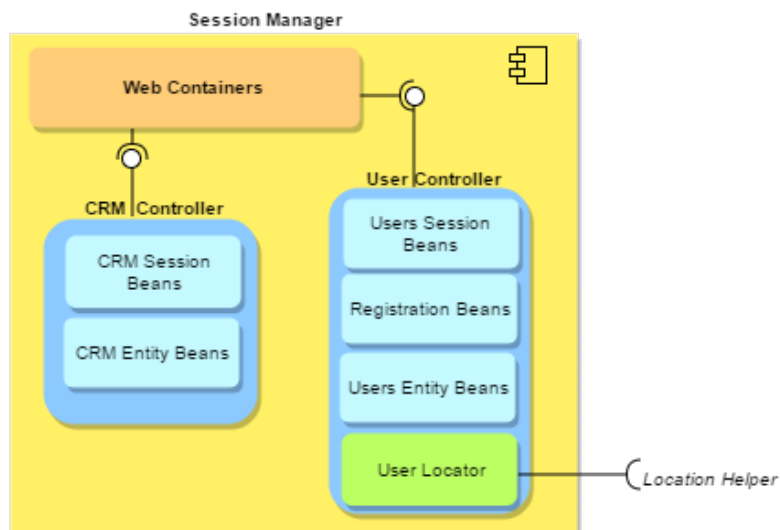 Session Manager
Web Containers
User Controller
CRM Controller
Users Session
Beans
CRM Session
Beans
Registration Beans
CRM Entity Beans
Users Entity Beans
User Locator
Location Helper